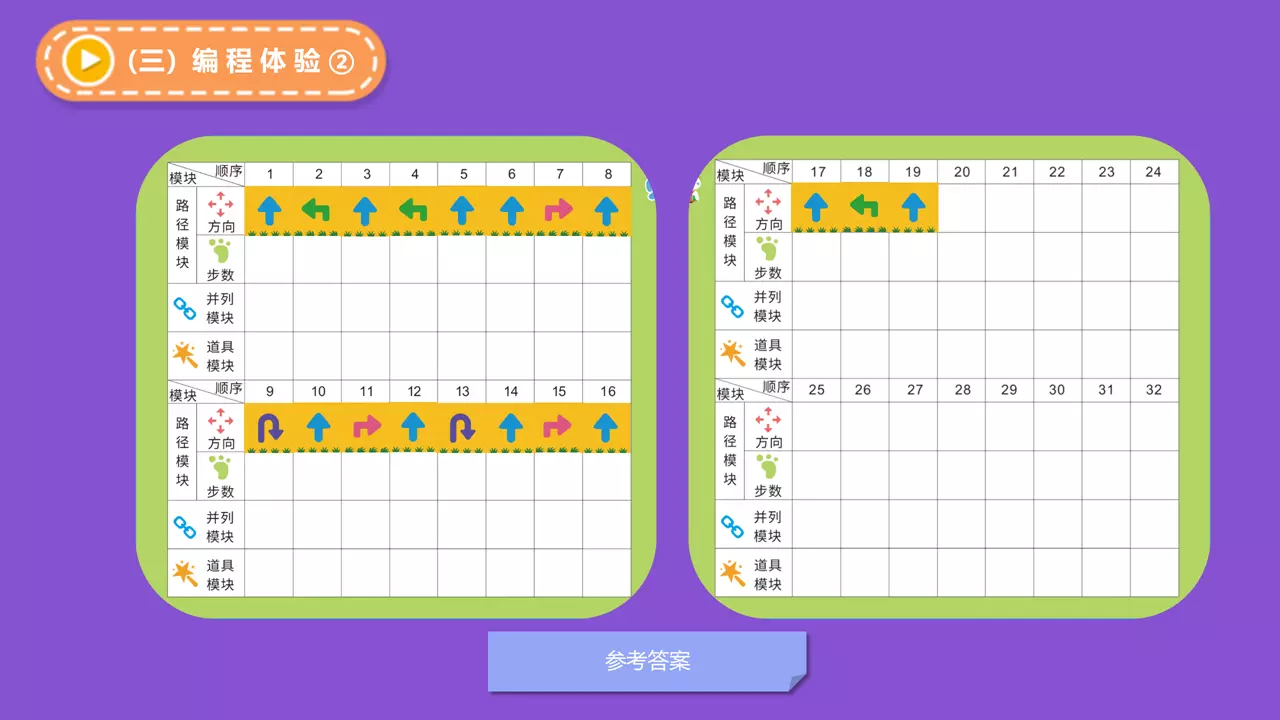 (三) 编程体验②
顺序 1 2 3 4 5 6 7 8
模块
路径模块
方向
步数
并列模块
道具模块
顺序 9 10 11 12 13 14 15 16
模块
路径模块
方向
步数
并列模块
道具模块
顺序 17 18 19 20 21 22 23 24
模块
路径模块
方向
步数
并列模块
道具模块
顺序 25 26 27 28 29 30 31 32
模块
路径模块
方向
步数
并列模块
道具模块
参考答案